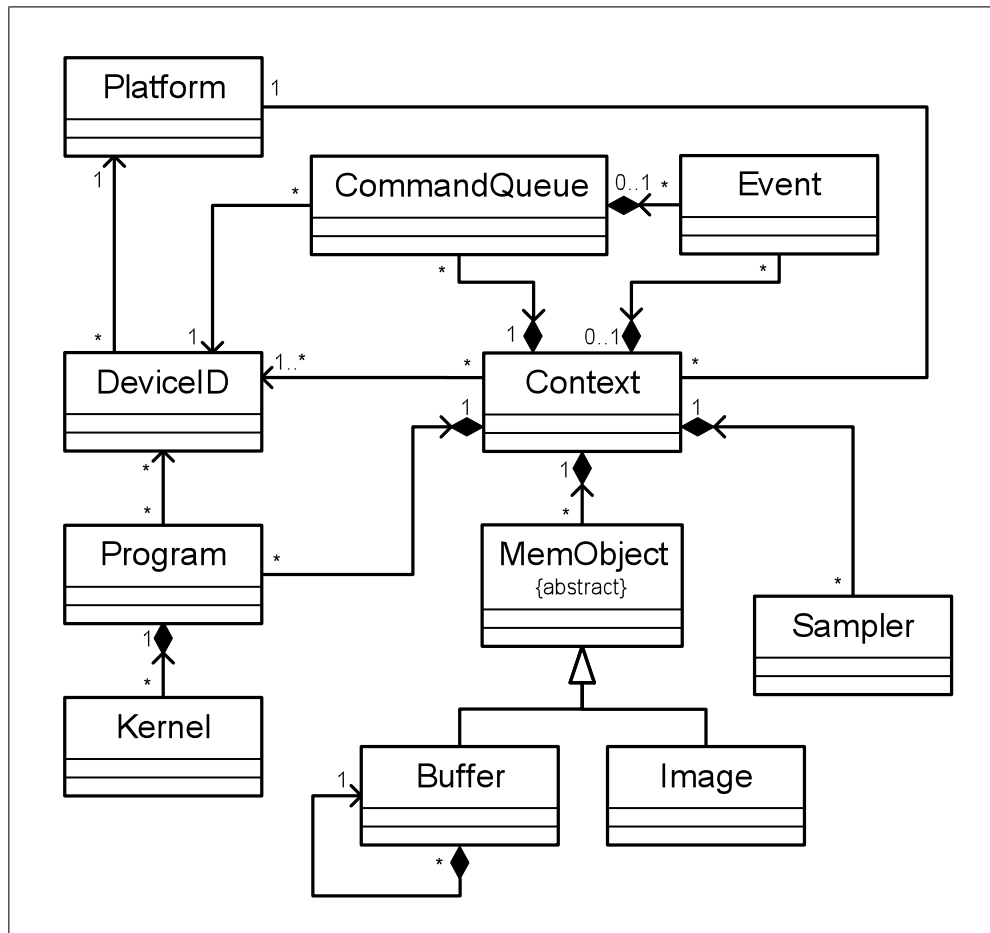 Platform
1
1
CommandQueue
*
0..1
*
Event
*
*
1
0..1
*
1
1..*
*
*
DeviceID
Context
1
1
*
*
1
*
Program
*
MemObject
{abstract}
*
Sampler
1
*
Kernel
1
Buffer
Image
*